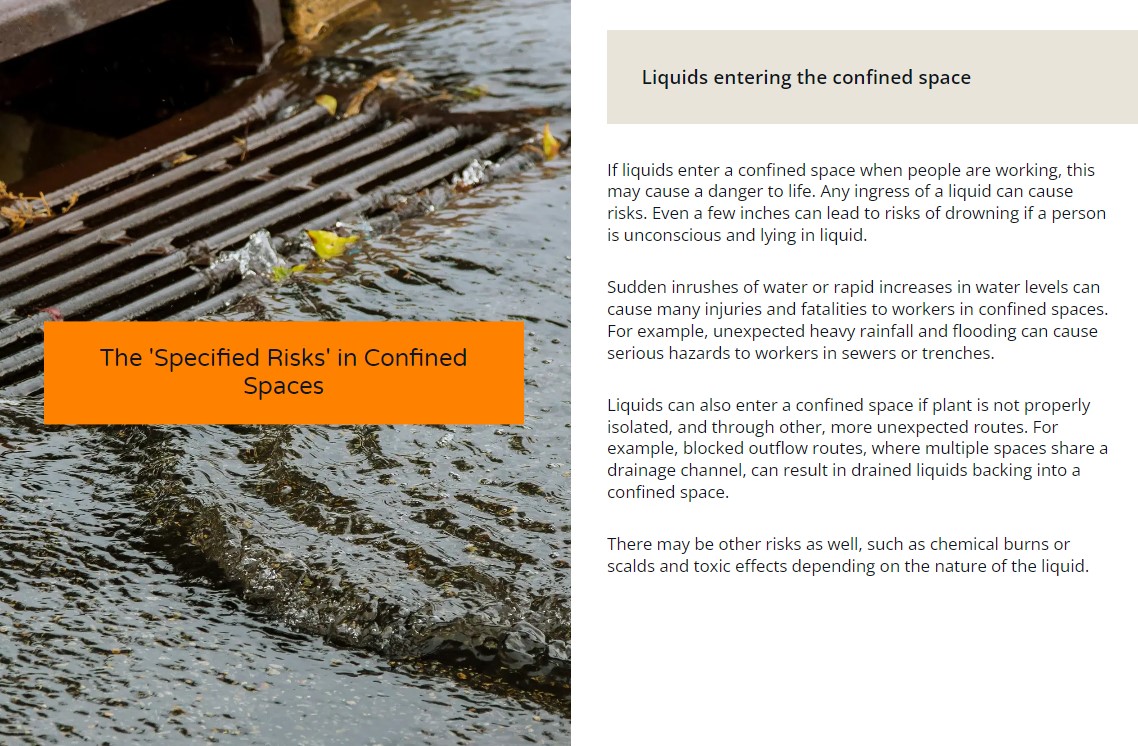 The 'Specified Risks' in Confined
Spaces
Liquids entering the confined space
If liquids enter a confined space when people are working, this
may cause a danger to life. Any ingress of a liquid can cause
risks. Even a few inches can lead to risks of drowning if a person
is unconscious and lying in liquid.
Sudden inrushes of water or rapid increases in water levels can
cause many injuries and fatalities to workers in confined spaces.
For example, unexpected heavy rainfall and flooding can cause
serious hazards to workers in sewers or trenches.
Liquids can also enter a confined space if plant is not properly
isolated, and through other, more unexpected routes. For
example, blocked outflow routes, where multiple spaces share a
drainage channel, can result in drained liquids backing into a
confined space.
There may be other risks as well, such as chemical burns or
scalds and toxic effects depending on the nature of the liquid.